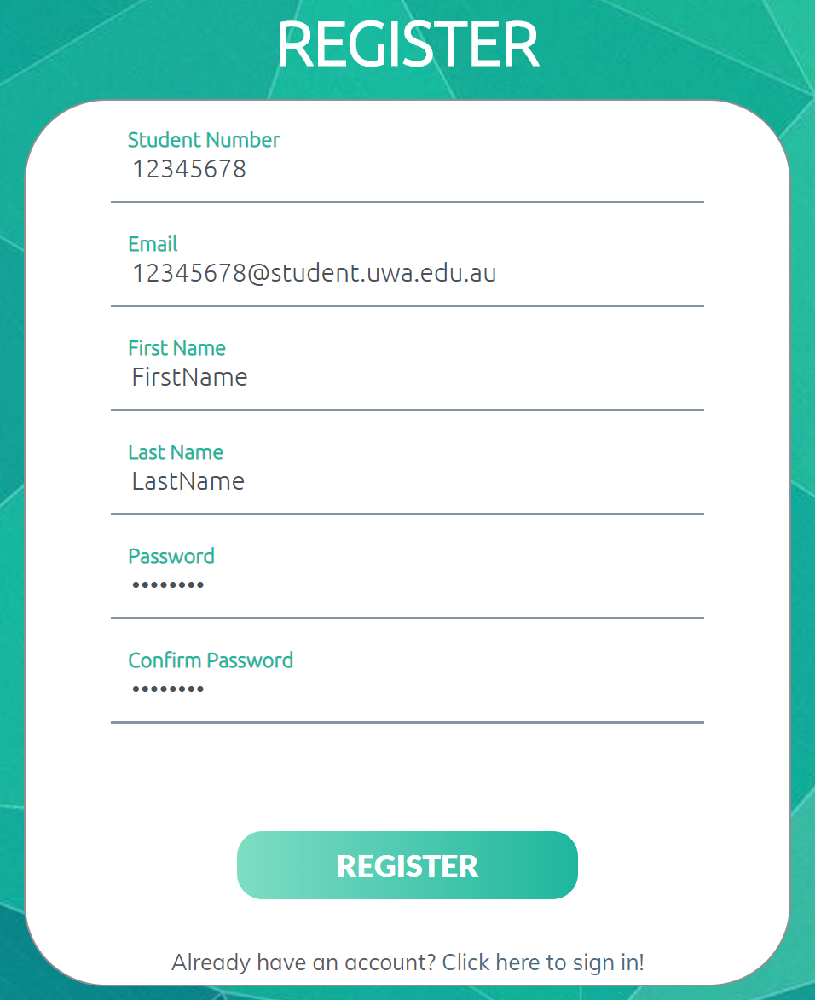 REGISTER
Student Number
12345678
Email
12345678@student.uwa.edu.au
First Name
FirstName
Last Name
LastName
Password
••••••••
Confirm Password
••••••••
REGISTER
Already have an account? Click here to sign in!